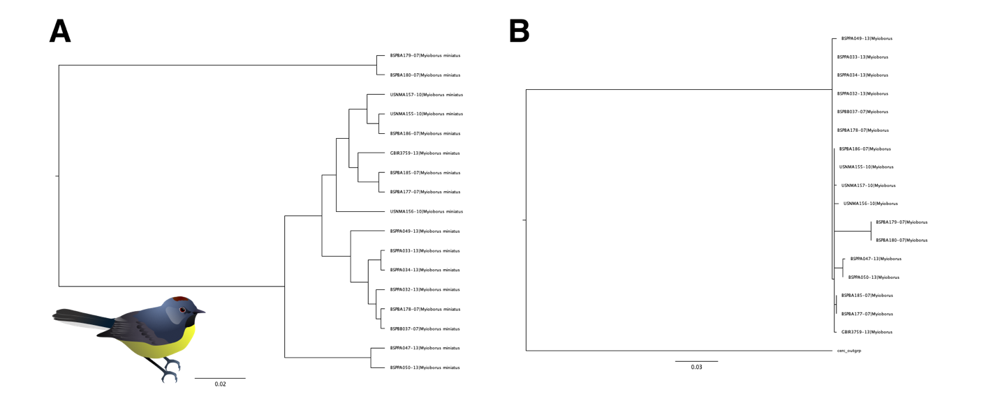 A
BSPBA179-07|Myioborus miniatus
BSPBA180-07|Myioborus miniatus
USNMA157-10|Myioborus miniatus
USNMA155-10|Myioborus miniatus
BSPBA186-07|Myioborus miniatus
GBIR3759-13|Myioborus miniatus
BSPBA185-07|Myioborus miniatus
BSPBA177-07|Myioborus miniatus
USNMA156-10|Myioborus miniatus
BSPPA049-13|Myioborus miniatus
BSPPA033-13|Myioborus miniatus
BSPPA034-13|Myioborus miniatus
BSPPA032-13|Myioborus miniatus
BSPBA178-07|Myioborus miniatus
BSPBB037-07|Myioborus miniatus
BSPPA047-13|Myioborus miniatus
BSPPA050-13|Myioborus miniatus
0.02
B
BSPPA049-13|Myioborus
BSPPA033-13|Myioborus
BSPPA034-13|Myioborus
BSPPA032-13|Myioborus
BSPBB037-07|Myioborus
BSPBA178-07|Myioborus
BSPBA186-07|Myioborus
USNMA155-10|Myioborus
USNMA157-10|Myioborus
USNMA156-10|Myioborus
BSPBA179-07|Myioborus
BSPBA180-07|Myioborus
BSPPA047-13|Myioborus
BSPPA050-13|Myioborus
BSPBA185-07|Myioborus
BSPBA177-07|Myioborus
GBIR3759-13|Myioborus
cerc_outgrp
0.03